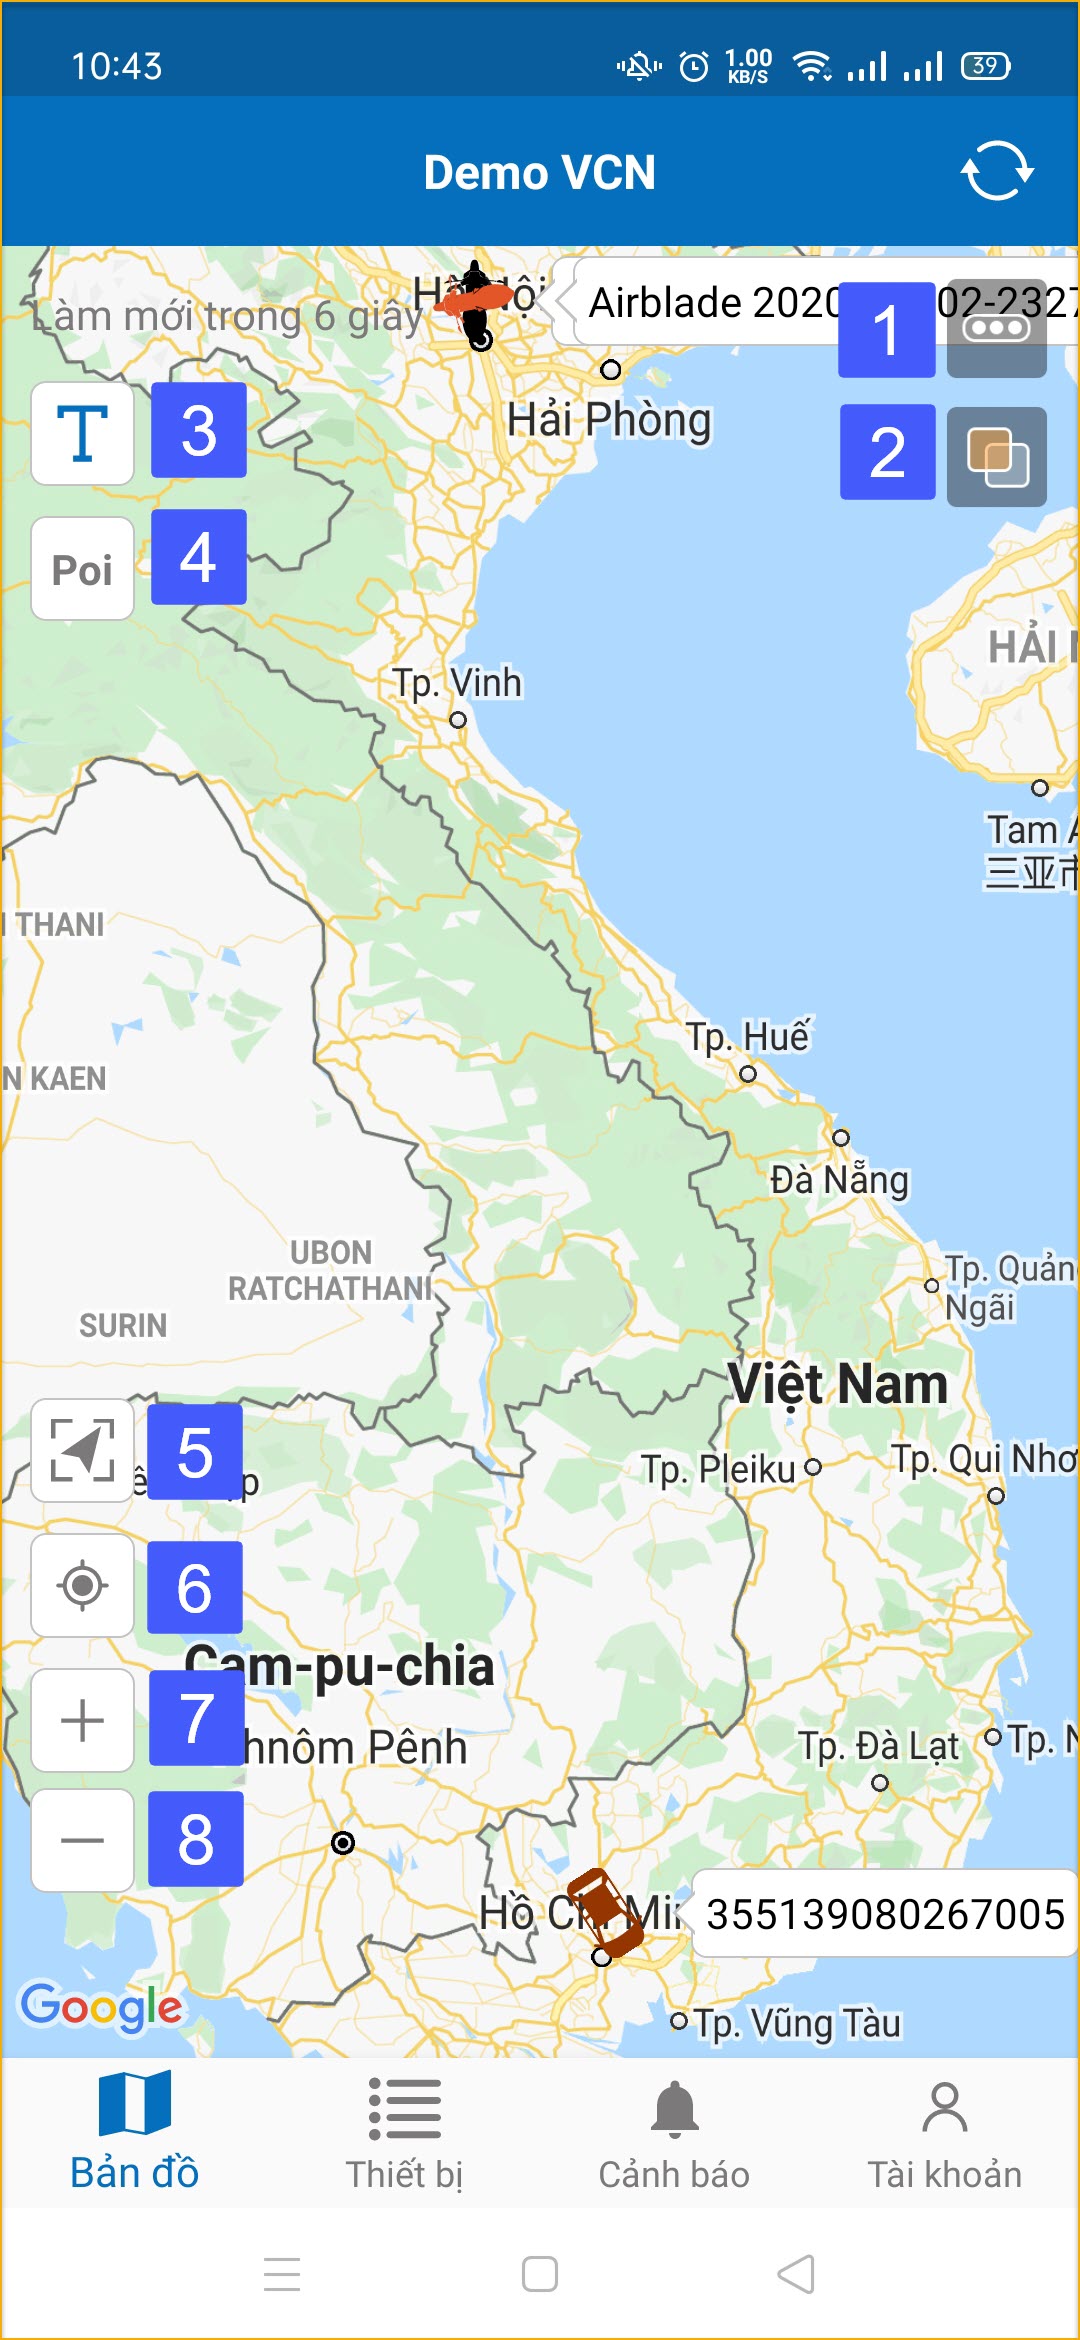 10:43
1.00
KB/S
39
Demo VCN
Làm mới trong 6 giây
Airblade 2020
02-2327
1
Hải Phòng
T
3
2
Poi
4
HẢI
Tp. Vinh
Tam
三亚市
THANI
Tp. Huế
N KAEN
Đà Nẵng
UBON
RATCHATHANI
Tp. Quản
Ngãi
SURIN
Việt Nam
5
Tp. Pleiku
Tp. Qui Nhơ
6
Cam-pu-chia
7
hnôm Pênh
Tp. Đà Lạt
Tp. N
8
Hồ Chí Min
355139080267005
Google
Tp. Vũng Tàu
Bản đồ
Thiết bị
Cảnh báo
Tài khoản